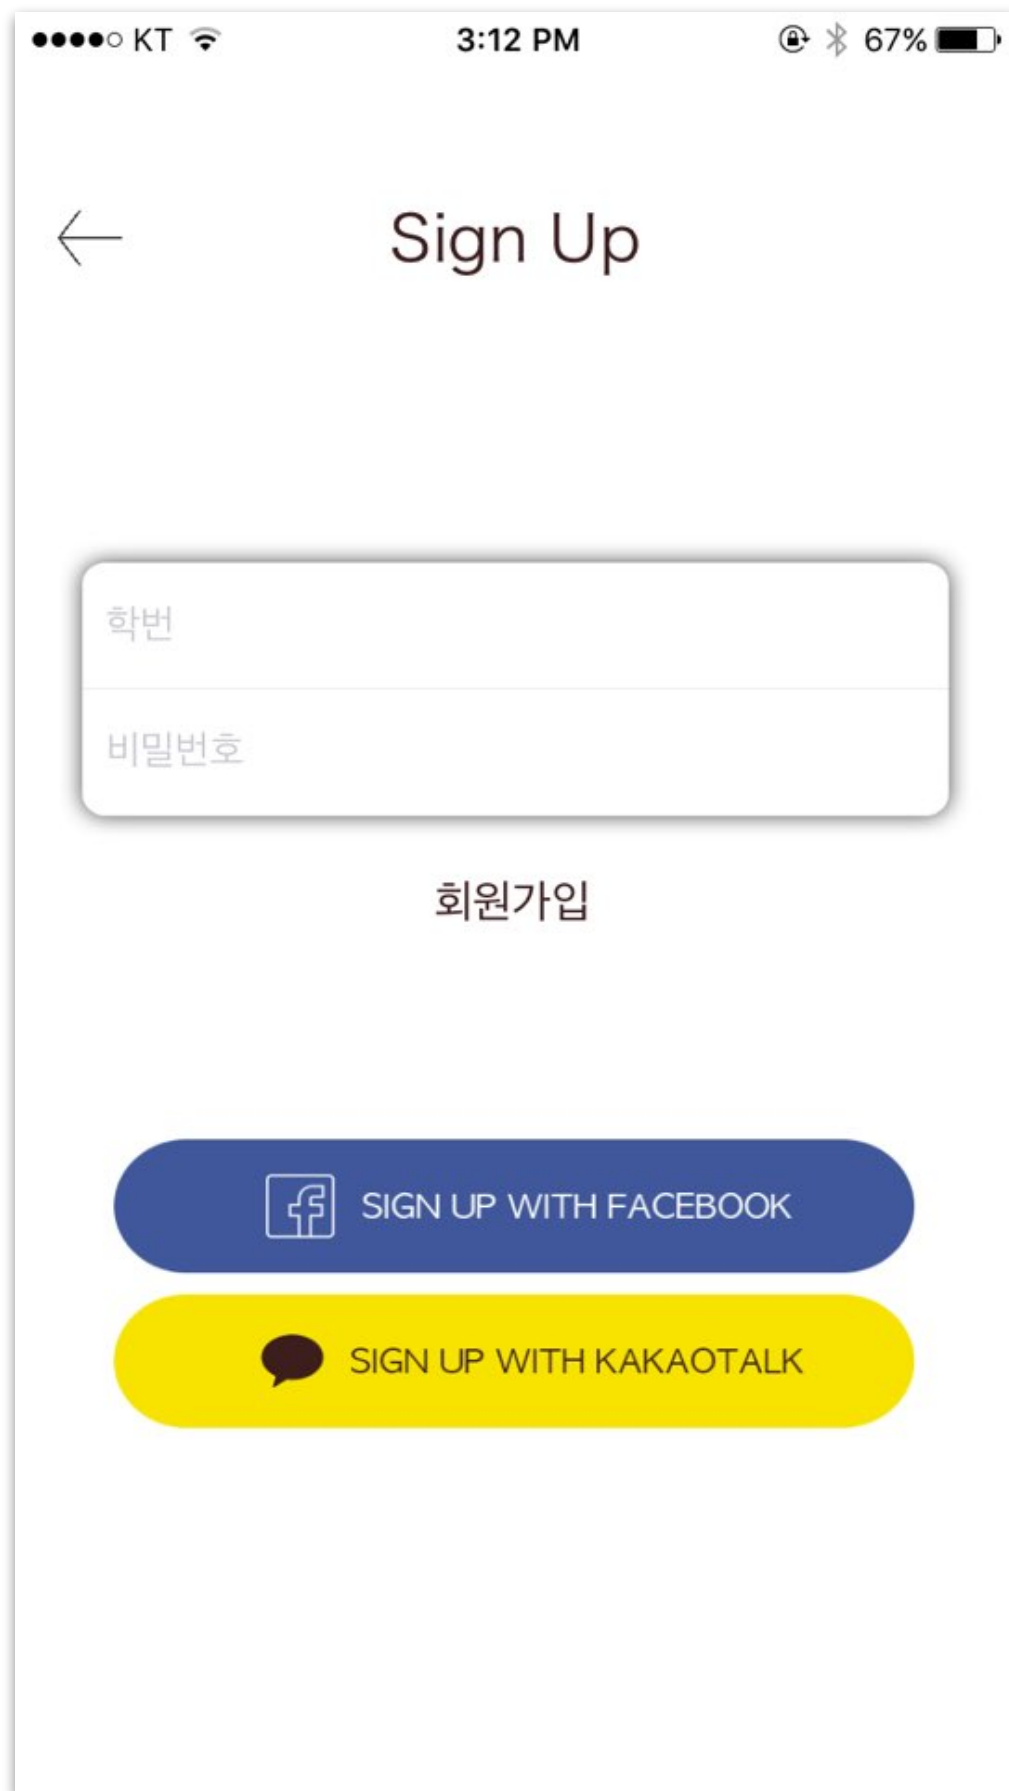 KT 3:12 PM 67%
Sign Up
학번
비밀번호
회원가입
SIGN UP WITH FACEBOOK
SIGN UP WITH KAKAOTALK